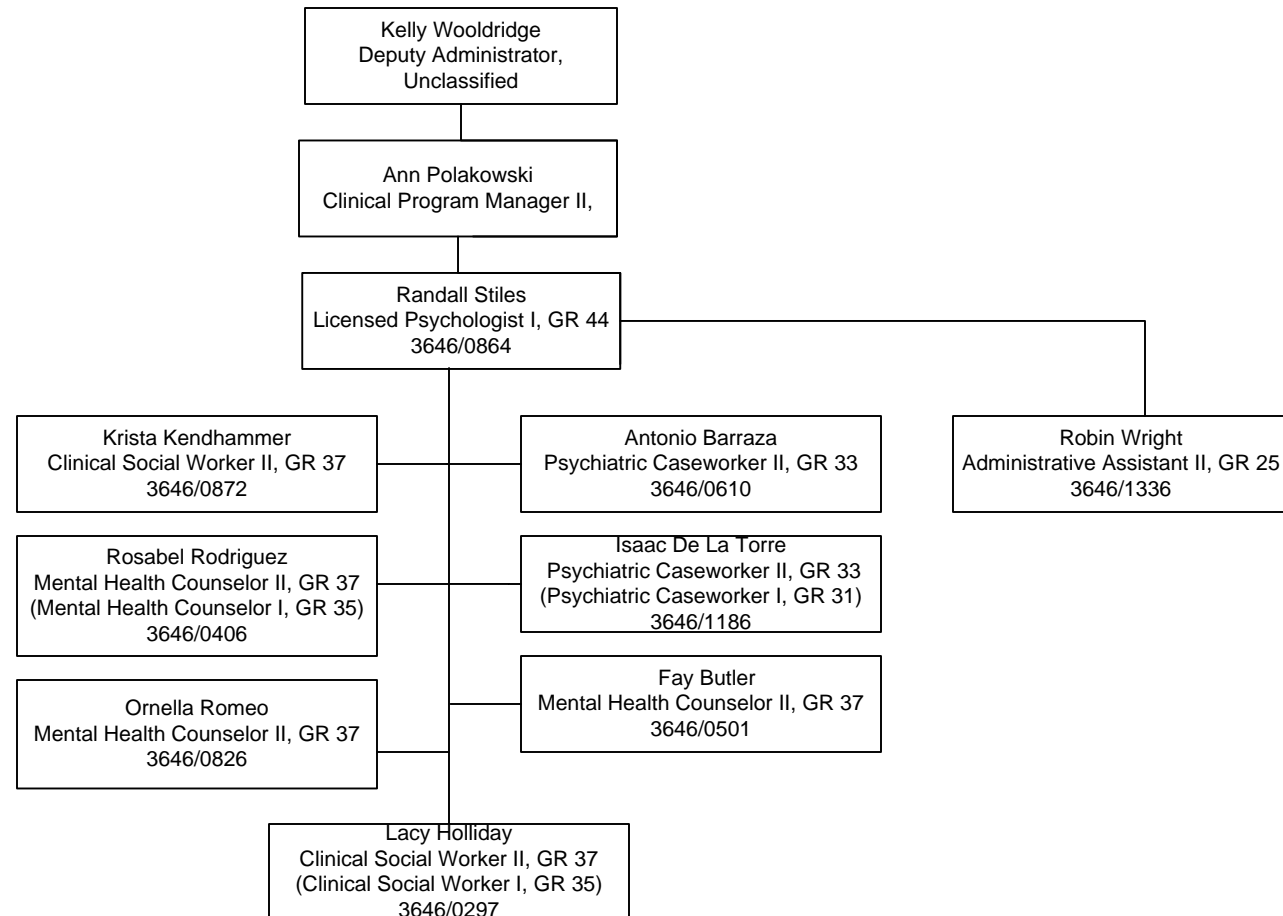 Kelly Wooldridge
Deputy Administrator,
Unclassified
Ann Polakowski
Clinical Program Manager II,
Randall Stiles
Licensed Psychologist I, GR 44
3646/0864
Krista Kendhammer
Clinical Social Worker II, GR 37
3646/0872
Antonio Barraza
Psychiatric Caseworker II, GR 33
3646/0610
Robin Wright
Administrative Assistant II, GR 25
3646/1336
Rosabel Rodriguez
Mental Health Counselor II, GR 37
(Mental Health Counselor I, GR 35)
3646/0406
Isaac De La Torre
Psychiatric Caseworker II, GR 33
(Psychiatric Caseworker I, GR 31)
3646/1186
Ornella Romeo
Mental Health Counselor II, GR 37
3646/0826
Fay Butler
Mental Health Counselor II, GR 37
3646/0501
Lacy Holliday
Clinical Social Worker II, GR 37
(Clinical Social Worker I, GR 35)
3646/0297